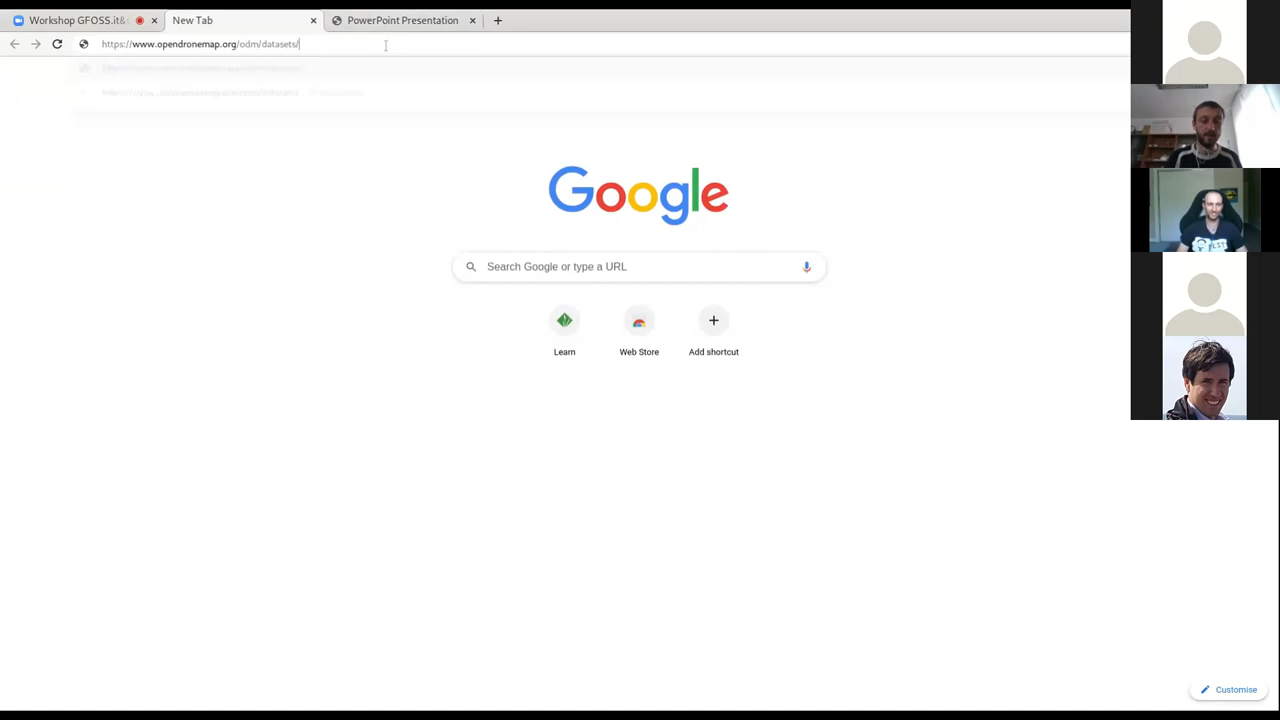 Workshop GFOSS.it&
New Tab
PowerPoint Presentation
https://www.opendronemap.org/odm/datasets/
Google
Search Google or type a URL
Learn
Web Store
Add shortcut
Customise